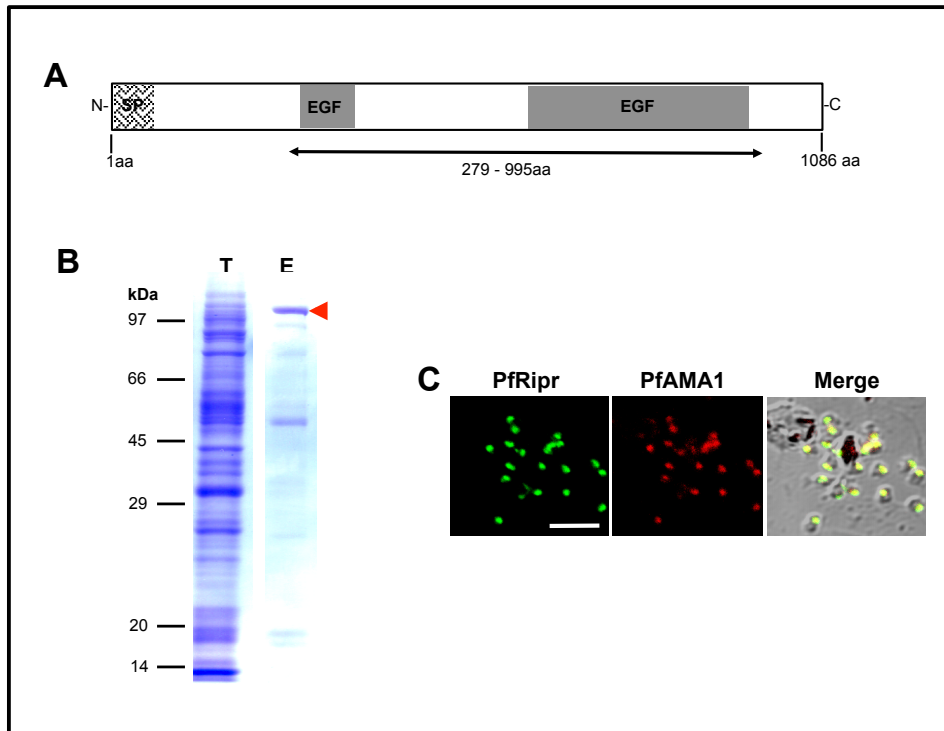 A
N-
SP
EGF
EGF
-C
1aa
279 - 995aa
1086 aa
B
T
E
kDa
97
66
45
29
20
14
C
PfRipr
PfAMA1
Merge